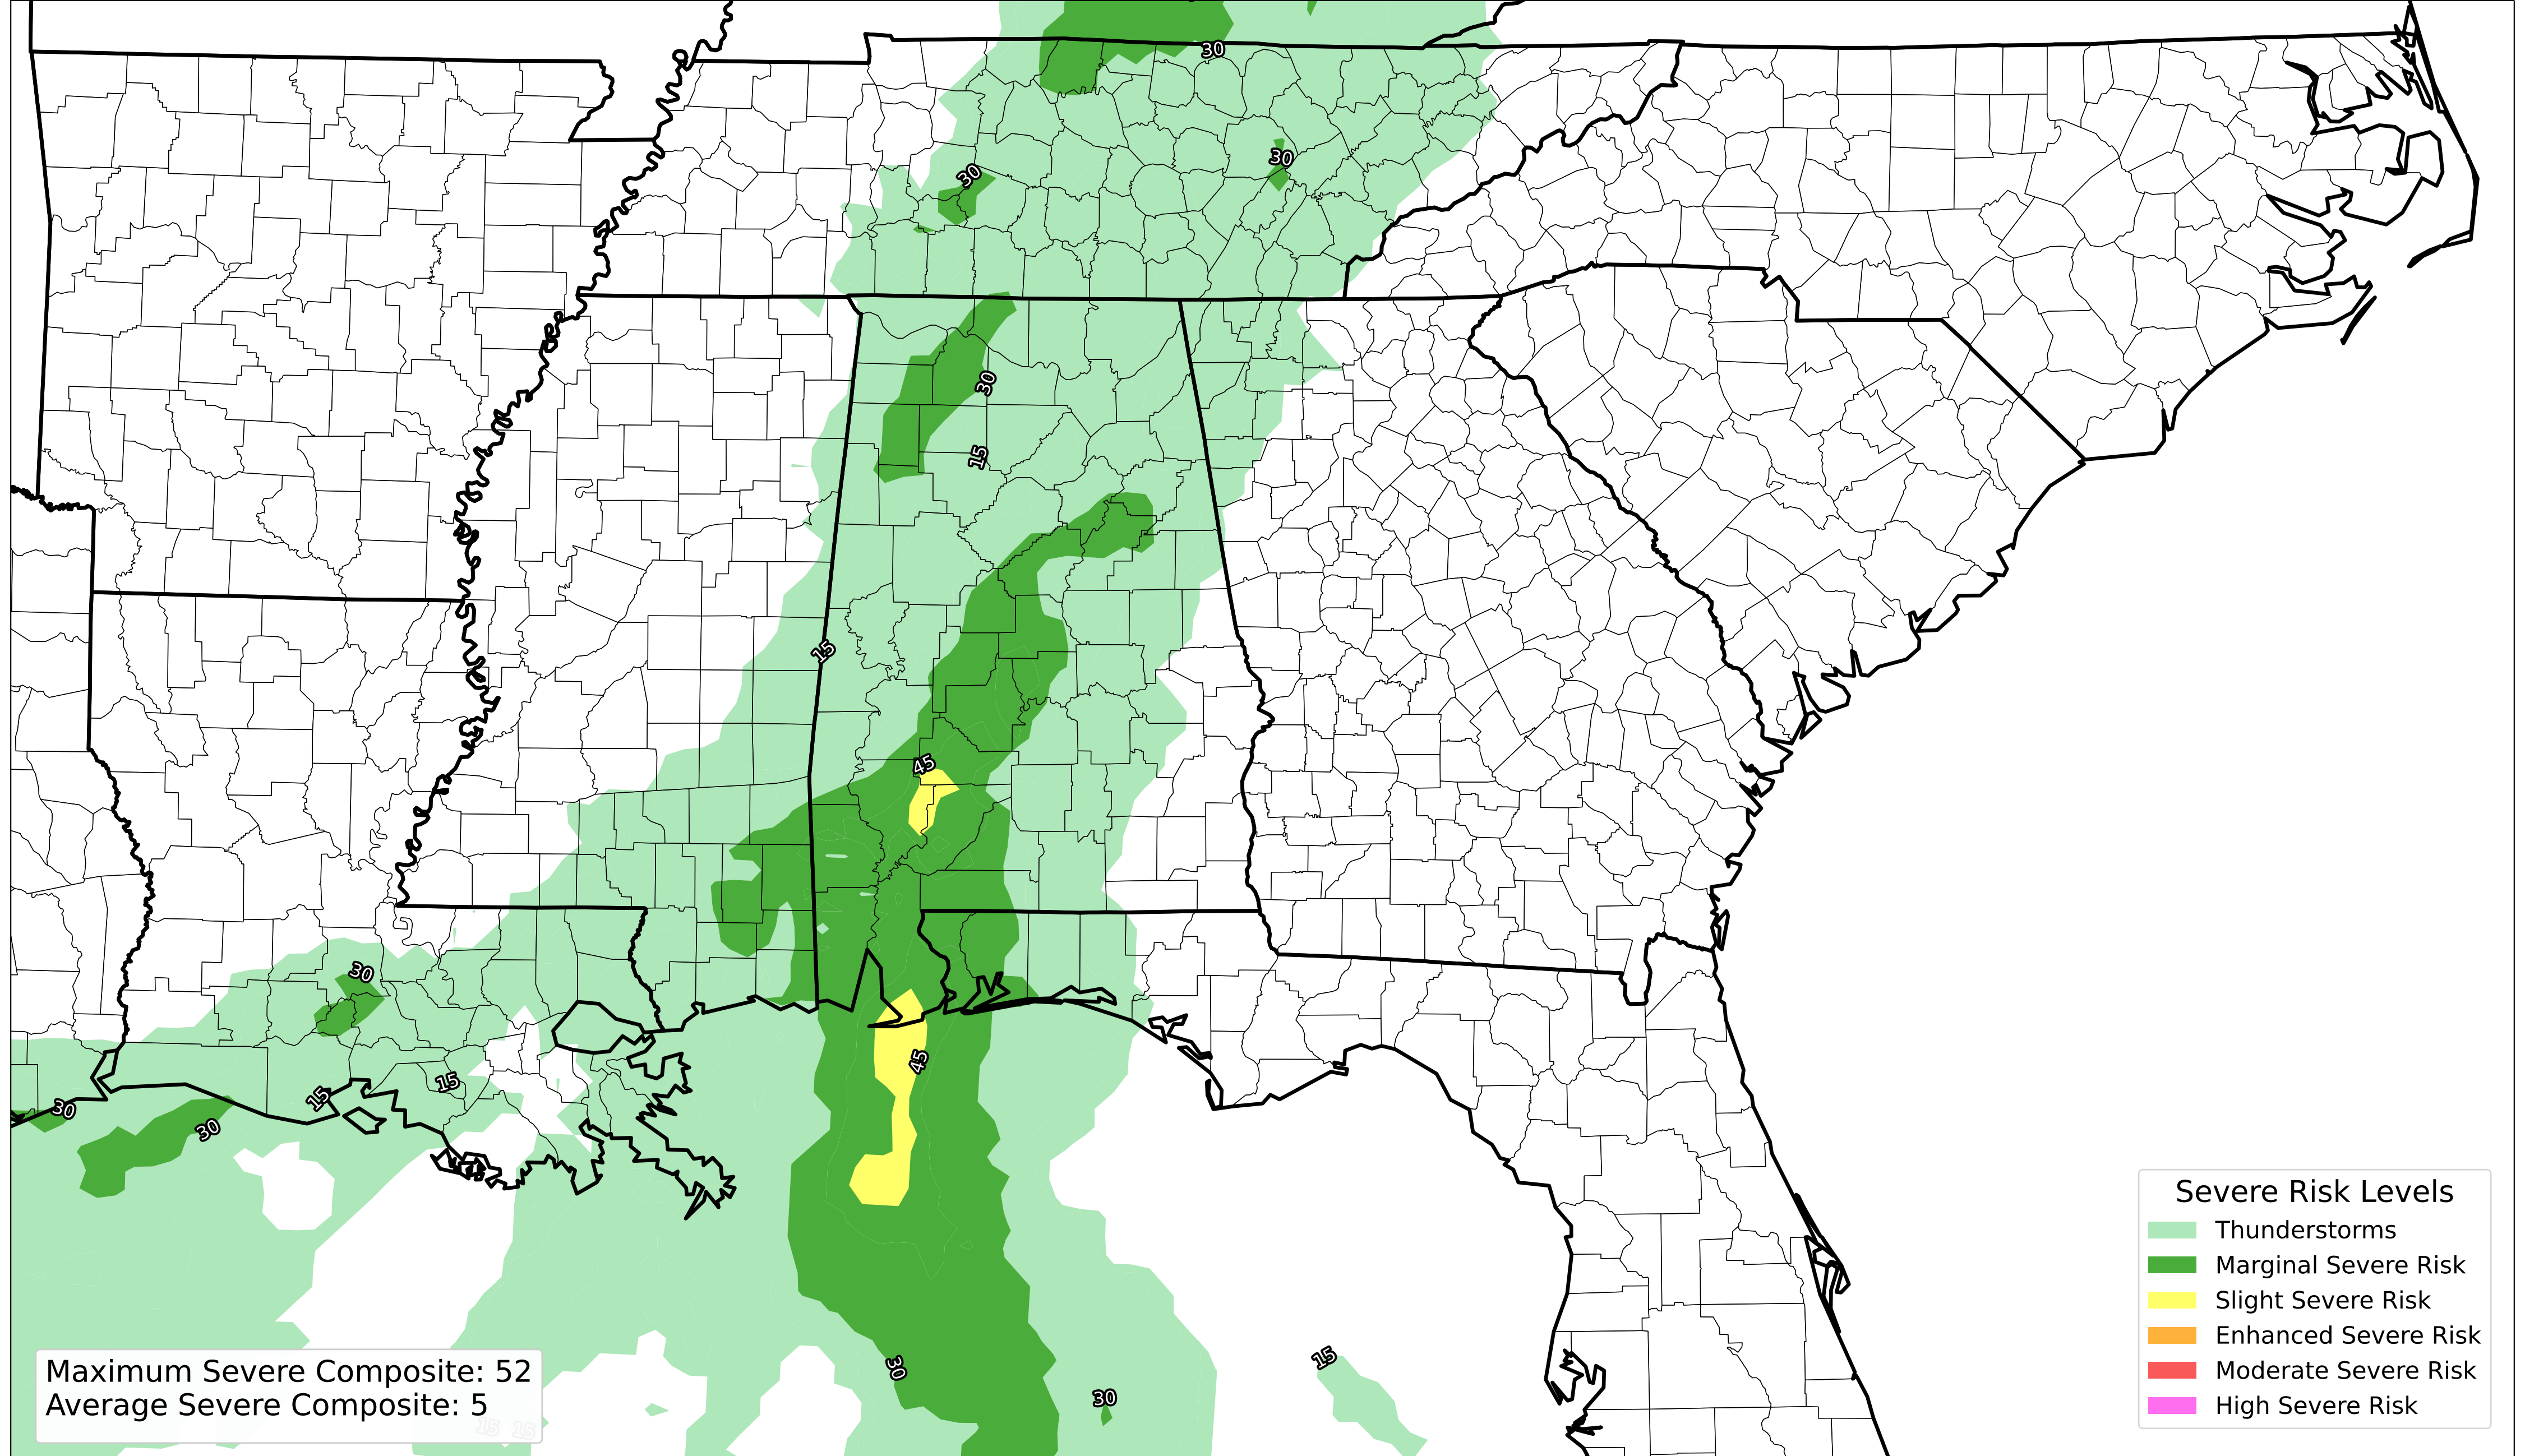 30
30
30
30
15
15
45
30
45
15
15
30
30
30
15
30
Severe Risk Levels
Thunderstorms
Marginal Severe Risk
Slight Severe Risk
Enhanced Severe Risk
Moderate Severe Risk
High Severe Risk
Maximum Severe Composite: 52
Average Severe Composite: 5
15 15